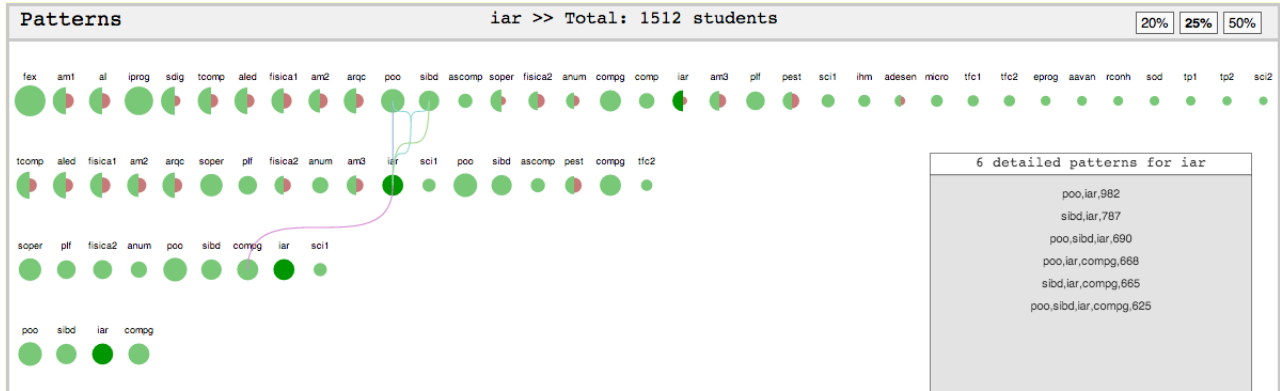 Patterns iar >> Total: 1512 students 20% 25% 50%
fex am1 al iprog sdig tcomp aled fisica1 am2 arqc poo sibd ascomp soper fisica2 anum compg comp iar am3 plf pest sci1 ihm adesen micro tfc1 tfc2 eprog aavan rconh sod tp1 tp2 sci2
tcomp aled fisica1 am2 arqc soper plf fisica2 anum am3 iar sci1 poo sibd ascomp pest compg tfc2
6 detailed patterns for iar
poo,iar,982
sibd,iar,787
poo,sibd,iar,690
poo,iar,compg,668
sibd,iar,compg,665
poo,sibd,iar,compg,625
soper plf fisica2 anum poo sibd compg iar sci1
poo sibd iar compg